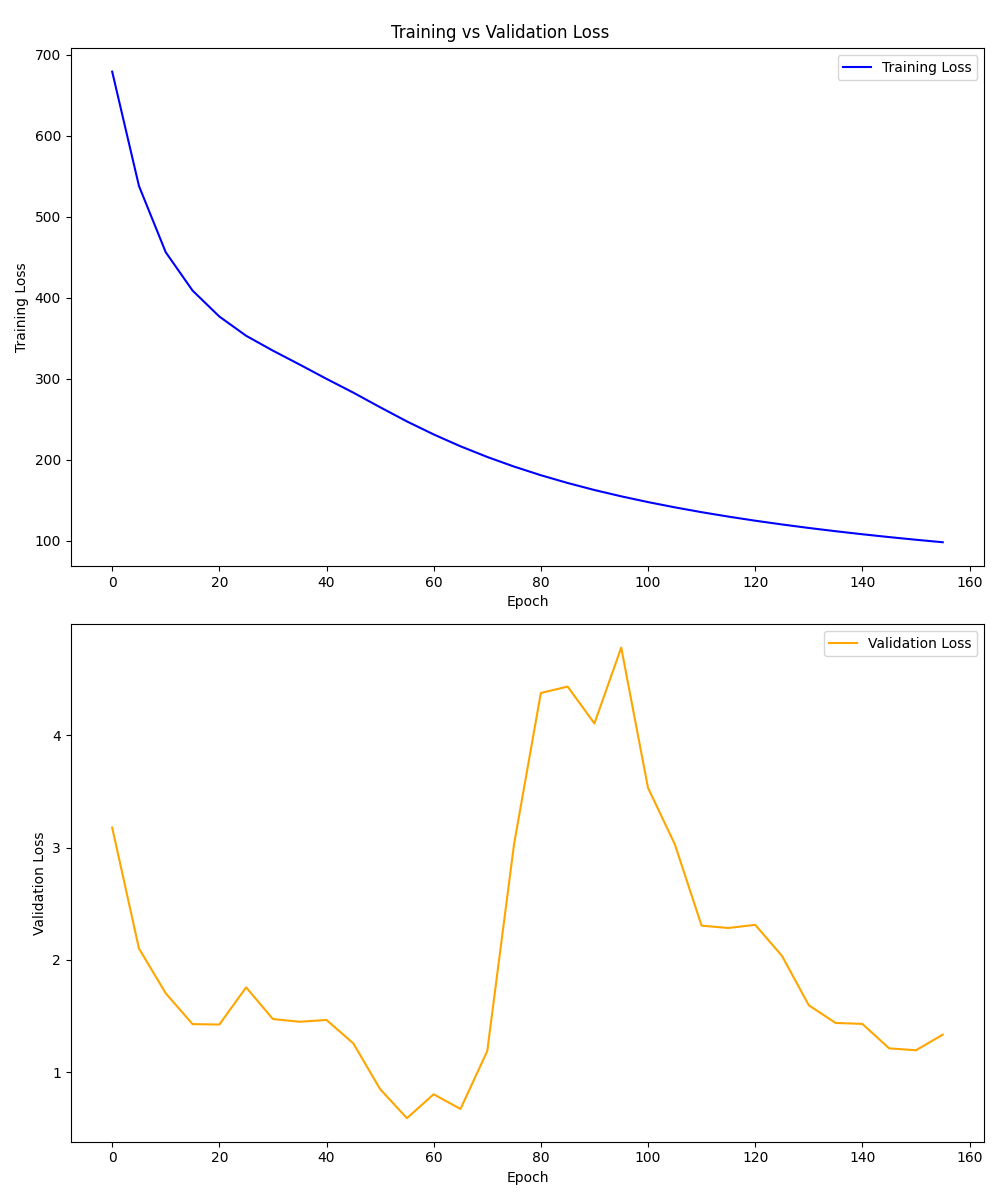 Training vs Validation Loss
700
600
500
400
300
200
100
Training Loss
Training Loss
0 20 40 60 80 100 120 140 160
Epoch
4
3
2
1
Validation Loss
Validation Loss
0 20 40 60 80 100 120 140 160
Epoch